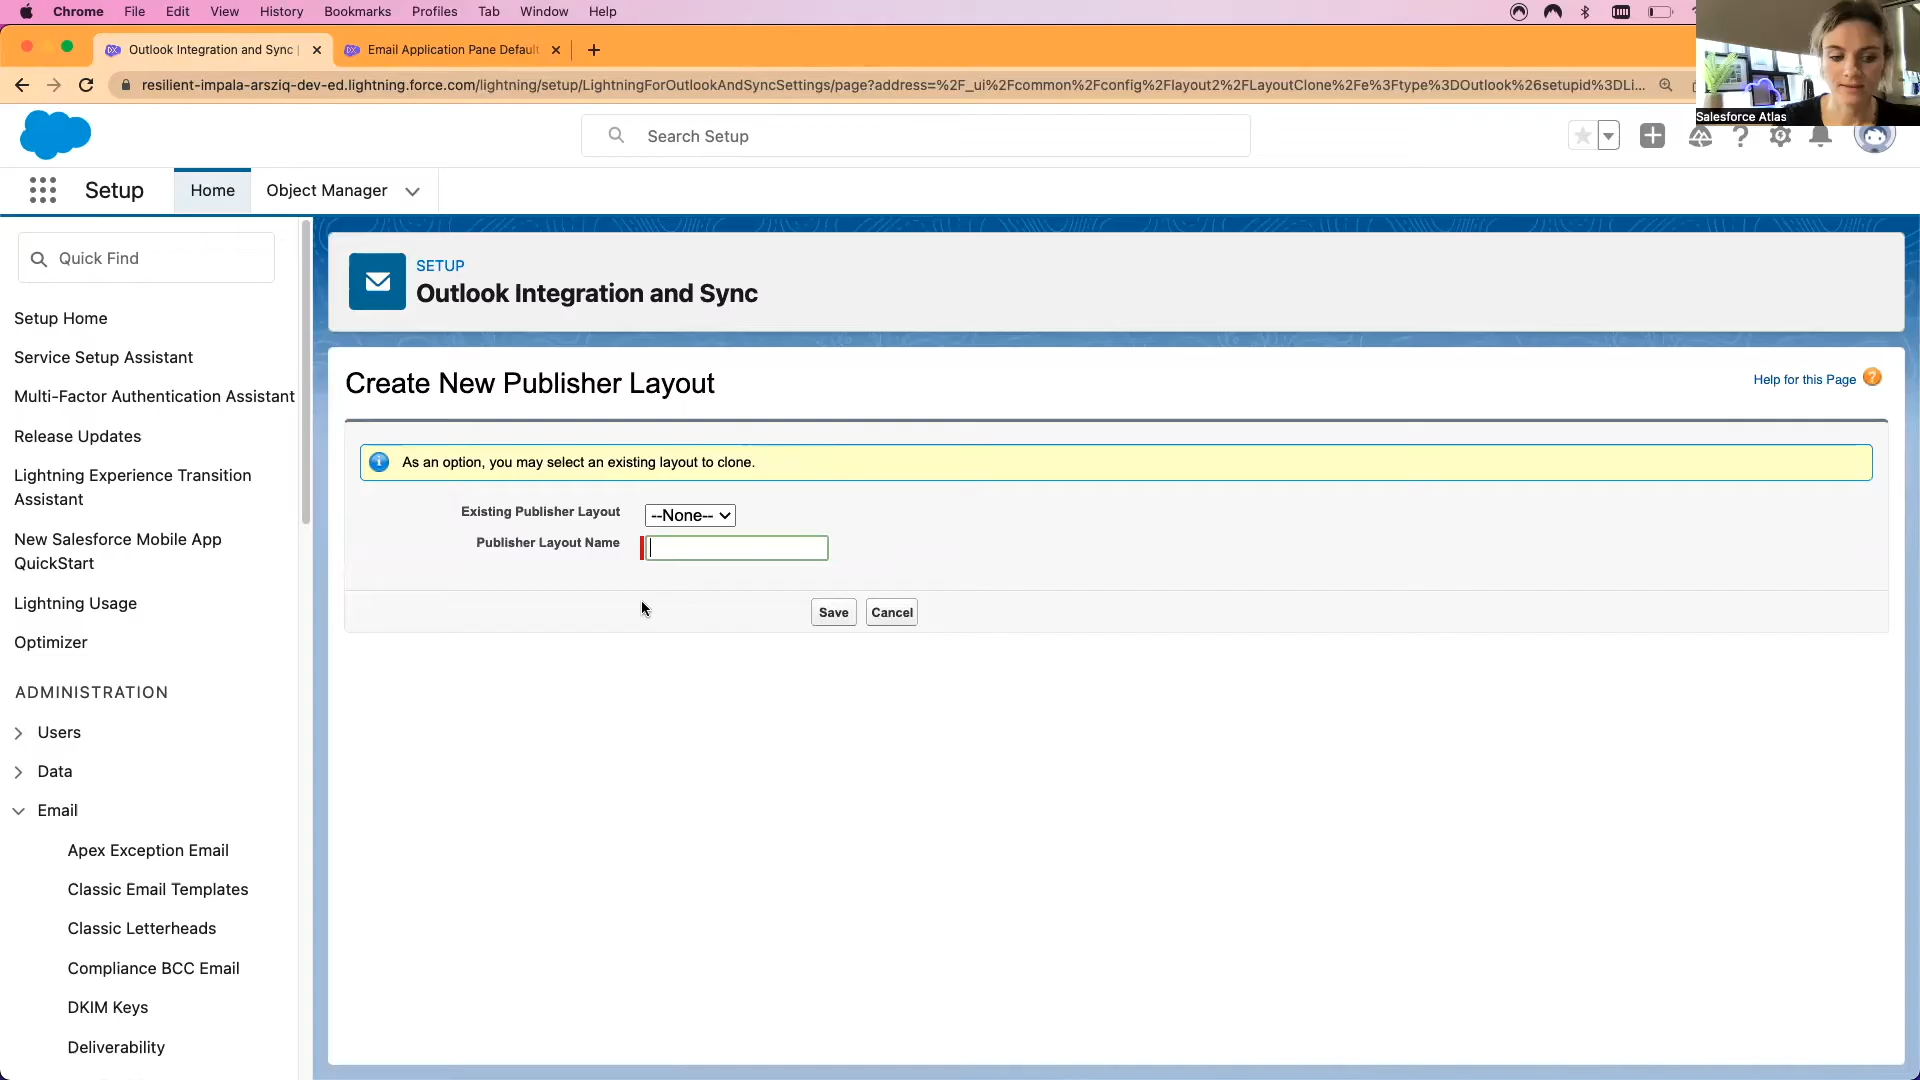 Chrome File Edit View History Bookmarks Profiles Tab Window Help
Outlook Integration and Sync |
Email Application Pane Default
resilient-impala-arsziq-dev-ed.lightning.force.com/lightning/setup/LightningForOutlookAndSyncSettings/page?address=%2F_ui%2Fcommon%2Fconfig%2Flayout2%2FLayoutClone%2Fe%3Ftype%3DOutlook%26setupid%3DLi...
Salesforce Atlas
Search Setup
Setup
Home
Object Manager
Quick Find
Setup Home
Service Setup Assistant
Multi-Factor Authentication Assistant
Release Updates
Lightning Experience Transition
Assistant
New Salesforce Mobile App
QuickStart
Lightning Usage
Optimizer
ADMINISTRATION
Users
Data
Email
Apex Exception Email
Classic Email Templates
Classic Letterheads
Compliance BCC Email
DKIM Keys
Deliverability
SETUP
Outlook Integration and Sync
Create New Publisher Layout
Help for this Page
As an option, you may select an existing layout to clone.
Existing Publisher Layout --None--
Publisher Layout Name
Save Cancel